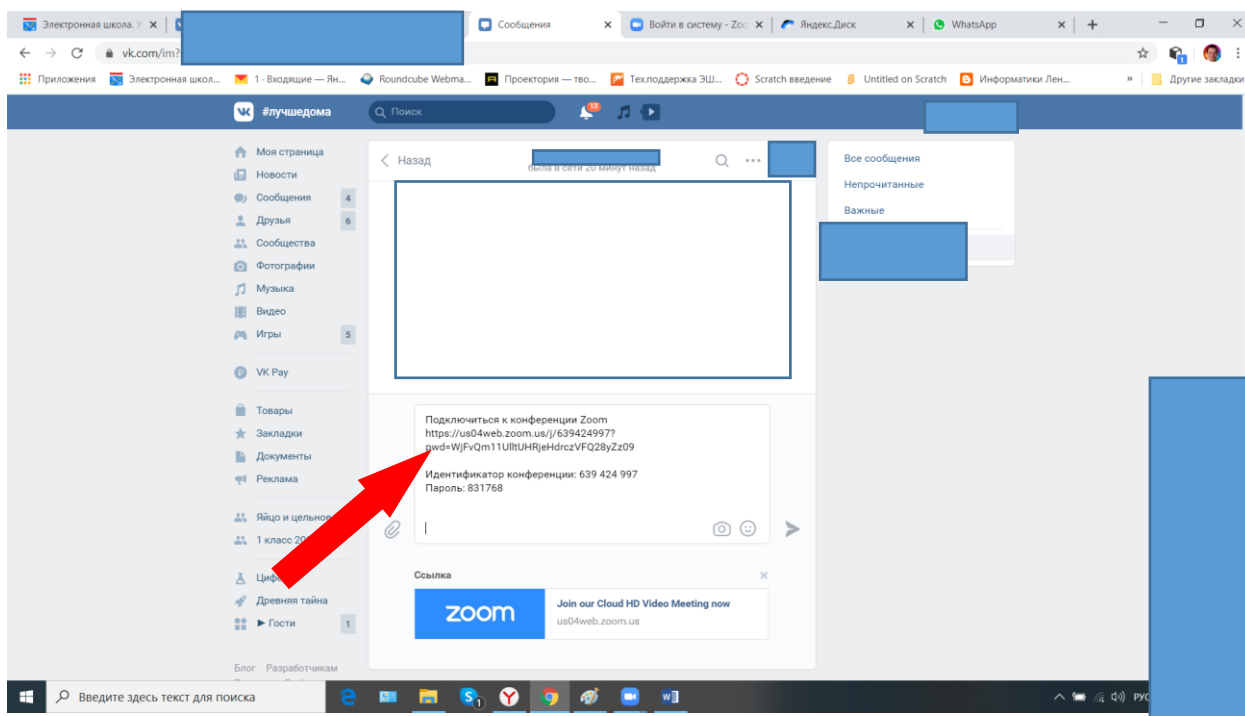 Электронная школа. У
Сообщения
Войти в систему - Zoo
Яндекс.Диск
WhatsApp
vk.com/im?
Приложения
Электронная школ...
1 · Входящие — Ян...
Roundcube Webma...
Проектория — тво...
Тех.поддержка ЭШ...
Scratch введение
Untitled on Scratch
Информатики Лен...
»
Другие закладки
#лучшедома
Поиск
13
Моя страница
Новости
Сообщения 4
Друзья 6
Сообщества
Фотографии
Музыка
Видео
Игры 5
VK Pay
Товары
Закладки
Документы
Реклама
Яйцо и цельное
1 класс
Древняя тайна
► Гости 1
Блог Разработчикам
Назад
была в сети 20 минут назад
Подключиться к конференции Zoom
https://us04web.zoom.us/j/639424997?
pwd=WjFvQm11UlltUHRjeHdrczVFQ28yZz09
Идентификатор конференции: 639 424 997
Пароль: 831768
Ссылка
zoom
Join our Cloud HD Video Meeting now
us04web.zoom.us
Все сообщения
Непрочитанные
Важные
Введите здесь текст для поиска
РУС